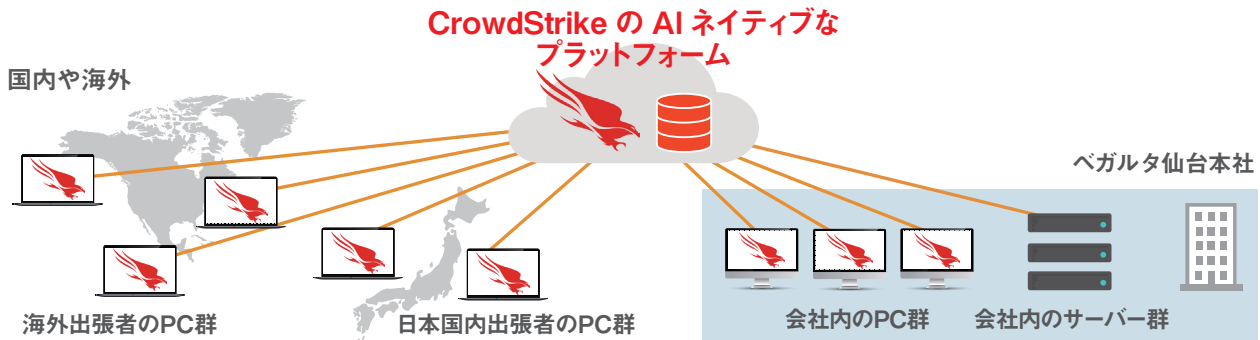 CrowdStrike の AI ネイティブな
プラットフォーム
国内や海外
ベガルタ仙台本社
海外出張者のPC群
日本国内出張者のPC群
会社内のPC群
会社内のサーバー群